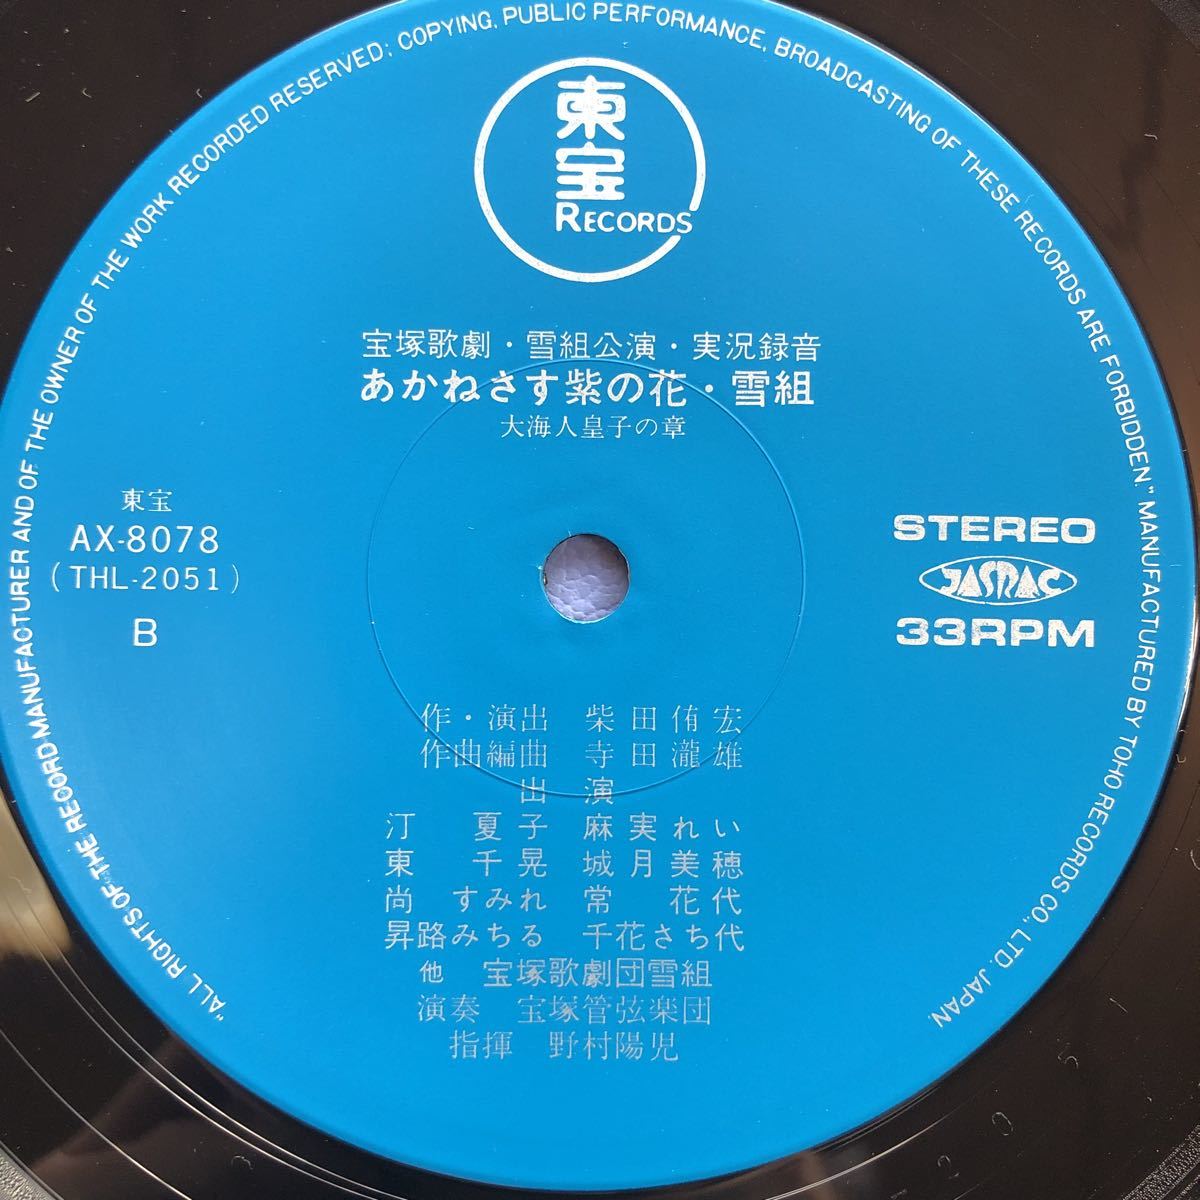 "ALL RIGHTS OF THE RECORD MANUFACTURER AND OF THE OWNER OF THE WORK RECORDED RESERVED; COPYING, PUBLIC PERFORMANCE, BROADCASTING OF THESE RECORDS ARE FORBIDDEN." MANUFACTURED BY TOHO RECORDS CO., LTD. JAPAN.
東宝
RECORDS
宝塚歌劇・雪組公演・実況録音
あかねさす紫の花・雪組
大海人皇子の章
東宝
AX-8078
(THL-2051)
B
STEREO
JASRAC
33RPM
作・演出 柴田侑宏
作曲編曲 寺田瀧雄
出演
汀夏子 麻実れい
東千晃 城月美穂
尚すみれ 常花代
昇路みちる 千花さち代
他 宝塚歌劇団雪組
演奏 宝塚管弦楽団
指揮 野村陽児